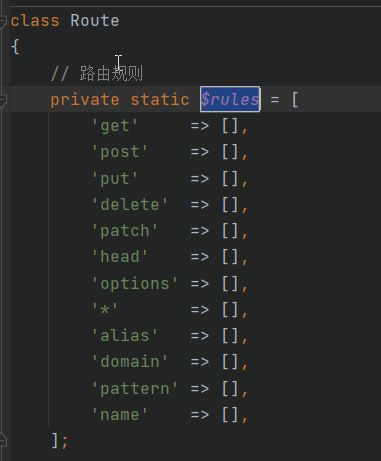 class Route
{
// 路由规则
private static $rules = [
'get' => [],
'post' => [],
'put' => [],
'delete' => [],
'patch' => [],
'head' => [],
'options' => [],
'*' => [],
'alias' => [],
'domain' => [],
'pattern' => [],
'name' => [],
];